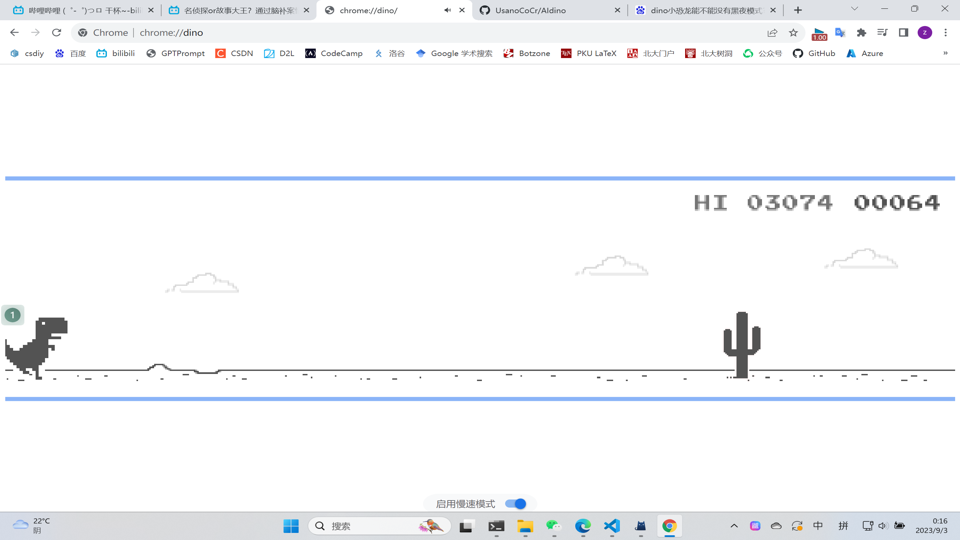 哔哩哔哩 (゜-゜)つロ 干杯~-bili
名侦探or故事大王？通过脑补案
chrome://dino/
UsanoCoCr/AIdino
dino小恐龙能不能没有黑夜模式
Chrome | chrome://dino
1.00
z
csdiy
百度
bilibili
GPTPrompt
CSDN
D2L
CodeCamp
洛谷
Google 学术搜索
Botzone
PKU LaTeX
北大门户
北大树洞
公众号
GitHub
Azure
»
HI 03074 00064
1
启用慢速模式
22°C
阴
搜索
中
拼
0:16
2023/9/3